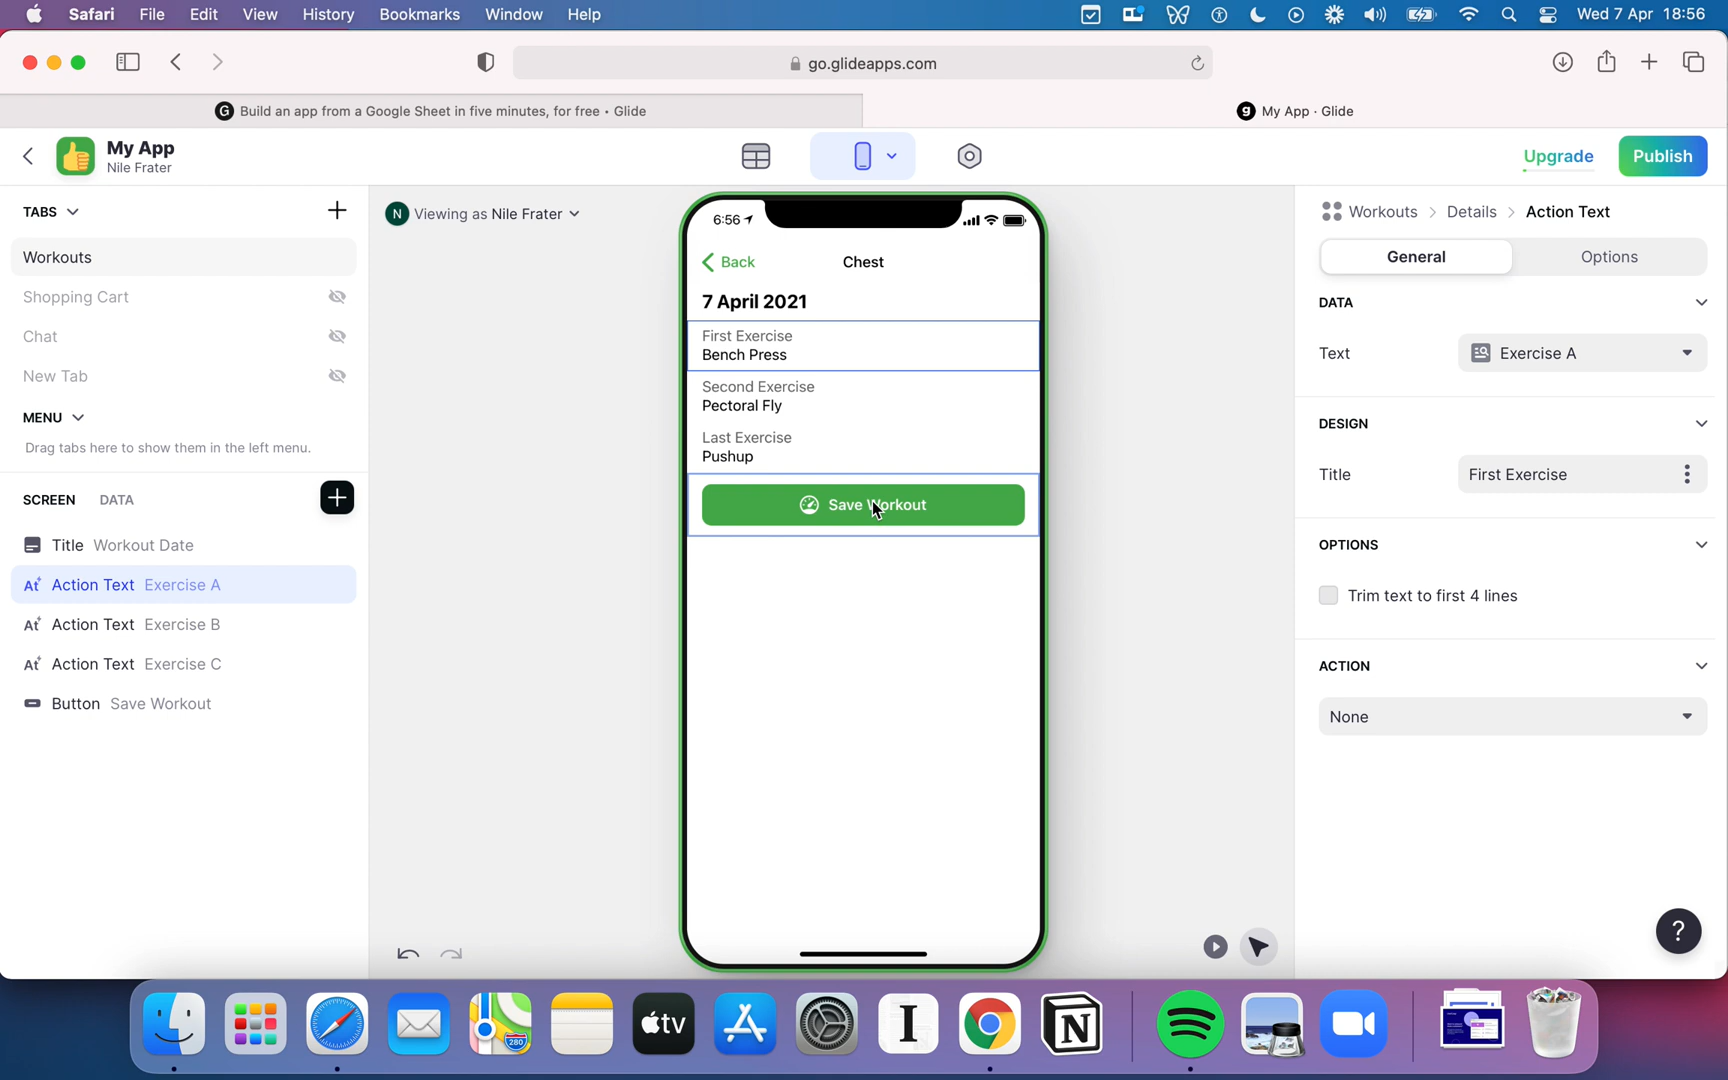 Safari File Edit View History Bookmarks Window Help Wed 7 Apr 18:56
go.glideapps.com
G Build an app from a Google Sheet in five minutes, for free • Glide
g My App · Glide
My App
Nile Frater
Upgrade
Publish
TABS
N Viewing as Nile Frater
Workouts
Shopping Cart
Chat
New Tab
MENU
Drag tabs here to show them in the left menu.
SCREEN DATA
Title Workout Date
At Action Text Exercise A
At Action Text Exercise B
At Action Text Exercise C
Button Save Workout
6:56
Back Chest
7 April 2021
First Exercise
Bench Press
Second Exercise
Pectoral Fly
Last Exercise
Pushup
Save Workout
Workouts > Details > Action Text
General Options
DATA
Text Exercise A
DESIGN
Title First Exercise
OPTIONS
Trim text to first 4 lines
ACTION
None
?
280
tv
N